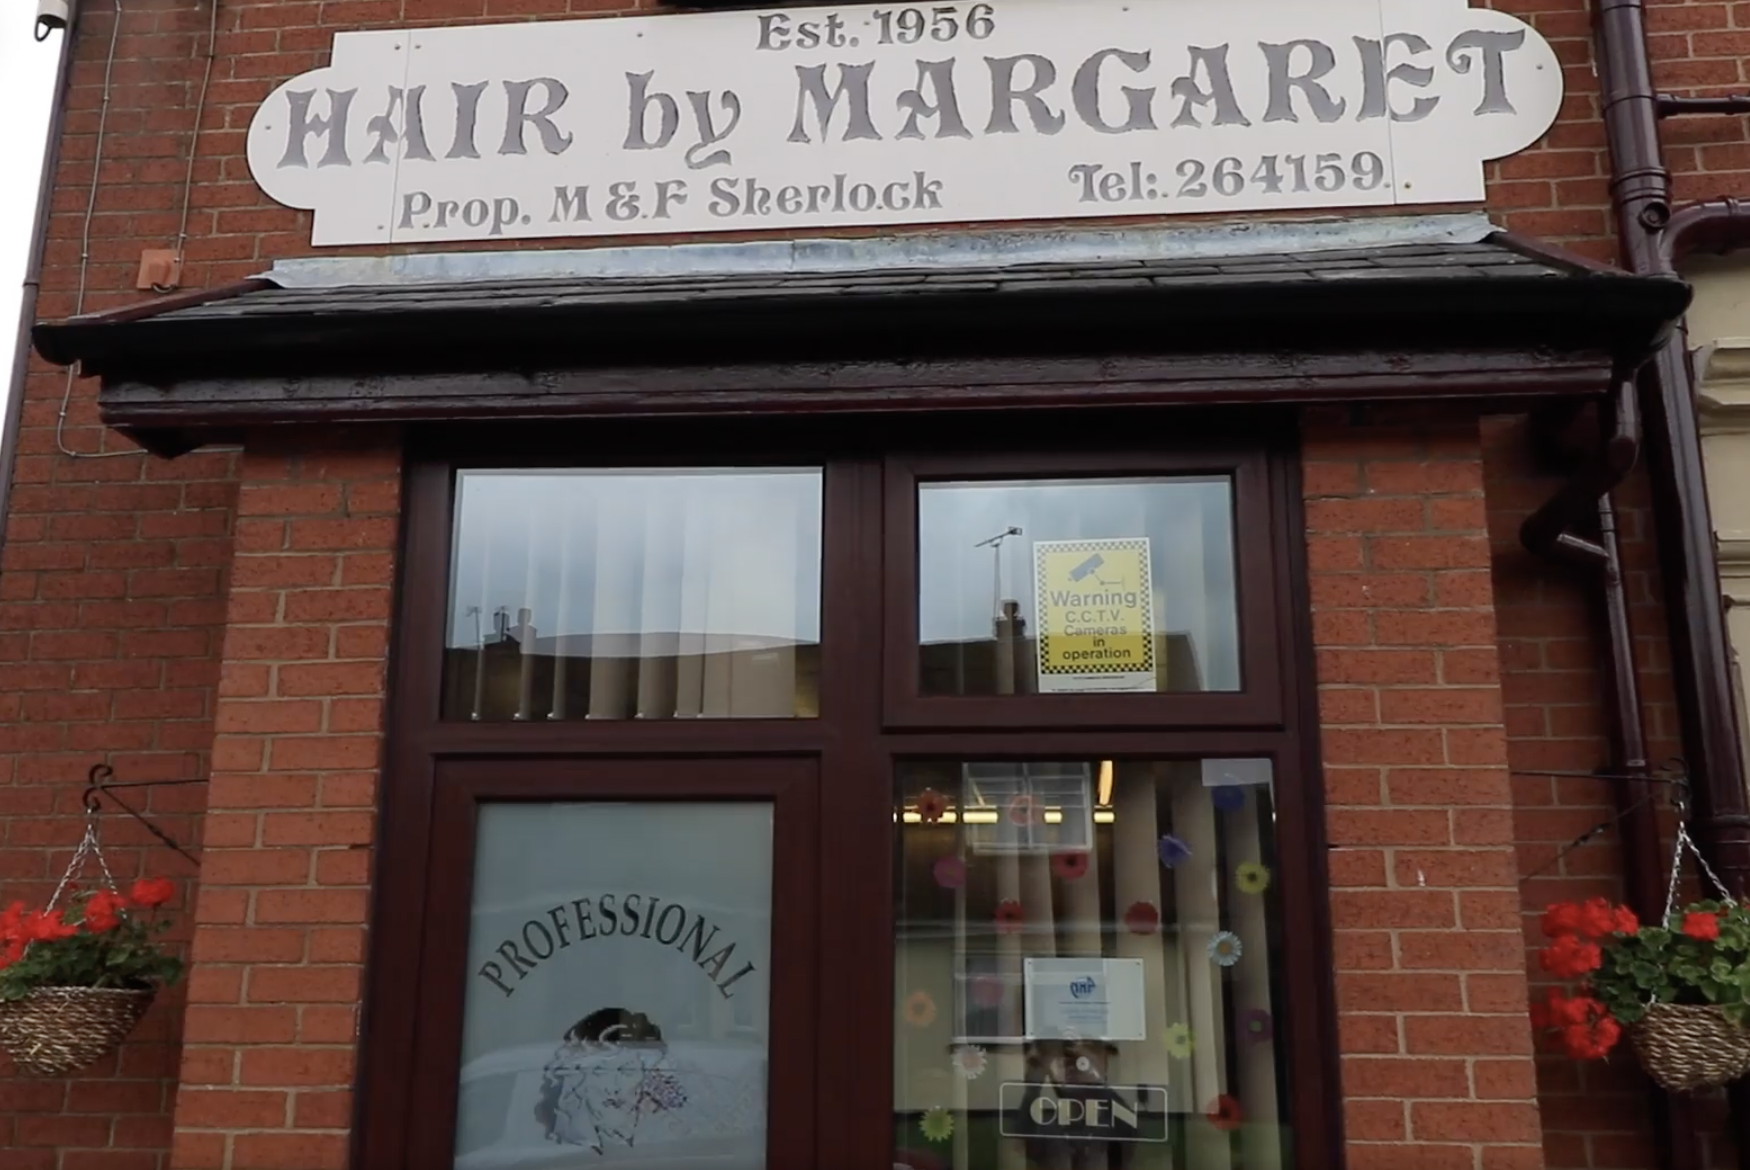 Est. 1956
HAIR by MARGARET
Prop. M & F Sherlock
Tel: 264159
Warning
C.C.T.V.
Cameras
in
operation
PROFESSIONAL
OPEN